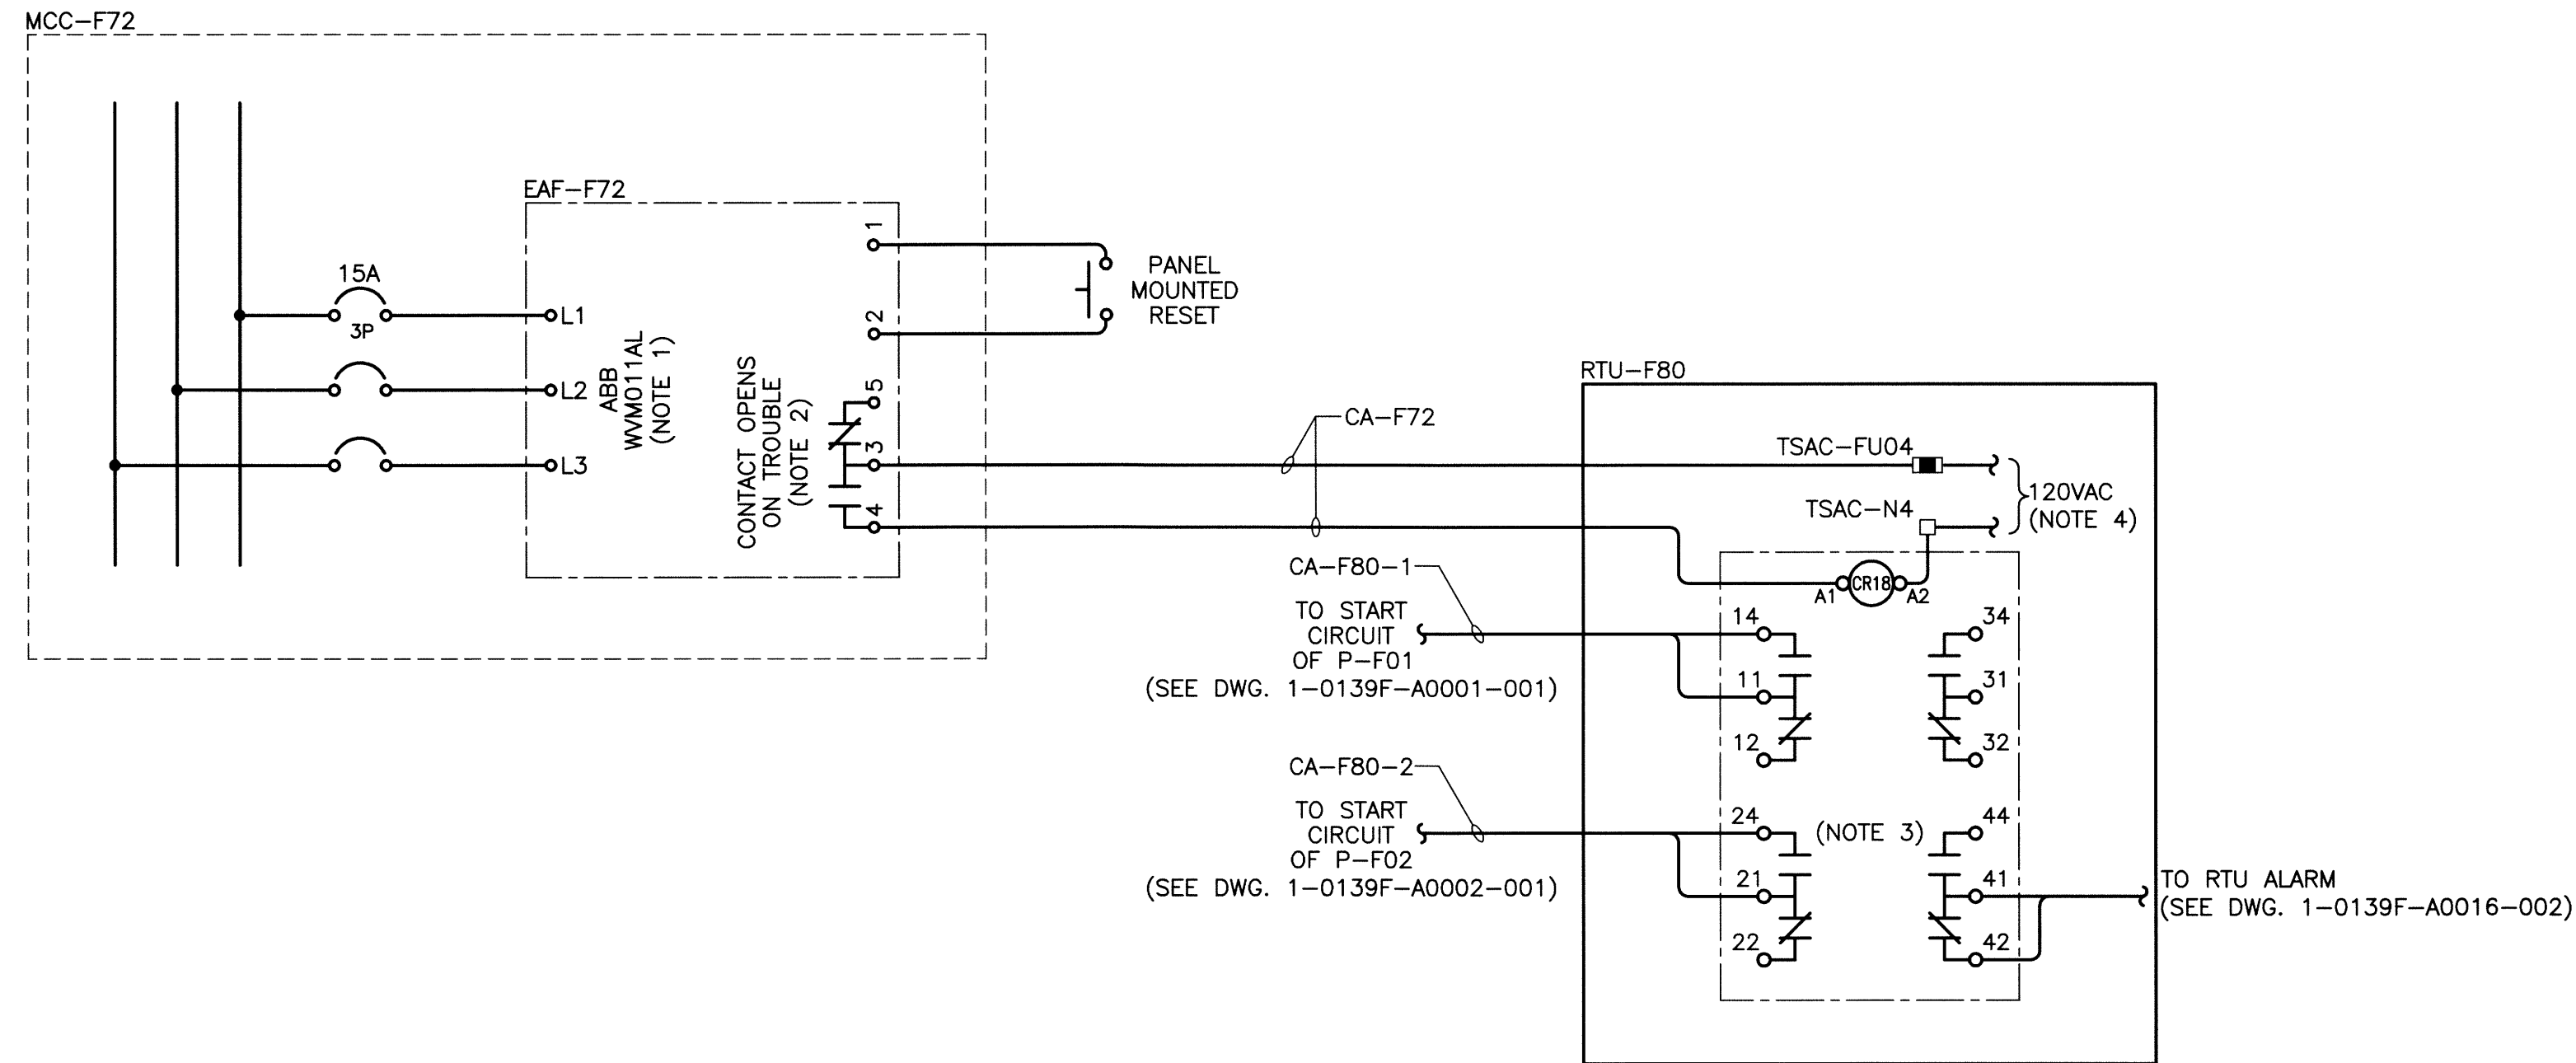 MCC-F72
EAF-F72
15A
3P
L1
L2
L3
ABB
WVM011AL
(NOTE 1)
CONTACT OPENS
ON TROUBLE
(NOTE 2)
1
2
5
3
4
PANEL
MOUNTED
RESET
CA-F72
RTU-F80
TSAC-FU04
TSAC-N4
120VAC
(NOTE 4)
CR18
A1
A2
CA-F80-1
TO START
CIRCUIT
OF P-F01
(SEE DWG. 1-0139F-A0001-001)
14
11
12
34
31
32
CA-F80-2
TO START
CIRCUIT
OF P-F02
(SEE DWG. 1-0139F-A0002-001)
24
21
22
(NOTE 3)
44
41
42
TO RTU ALARM
(SEE DWG. 1-0139F-A0016-002)